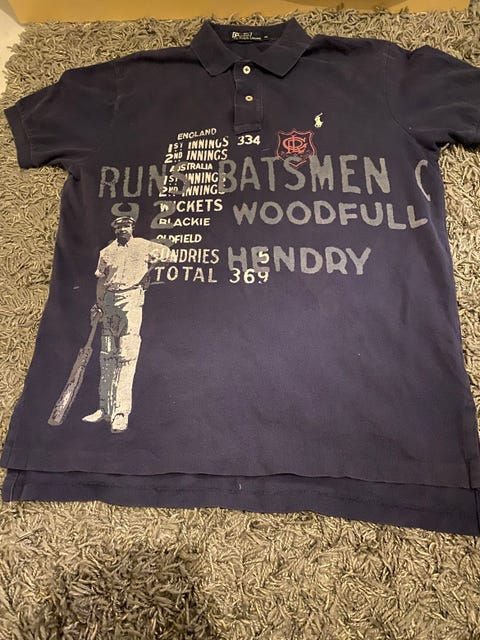 ENGLAND
1ST INNINGS 334
2ND INNINGS
AUSTRALIA
1ST INNINGS
2ND INNINGS
RUNS BATSMEN
WICKETS
WOODFULL
BLACKIE
OLDFIELD
SUNDRIES 5
HENDRY
TOTAL 369